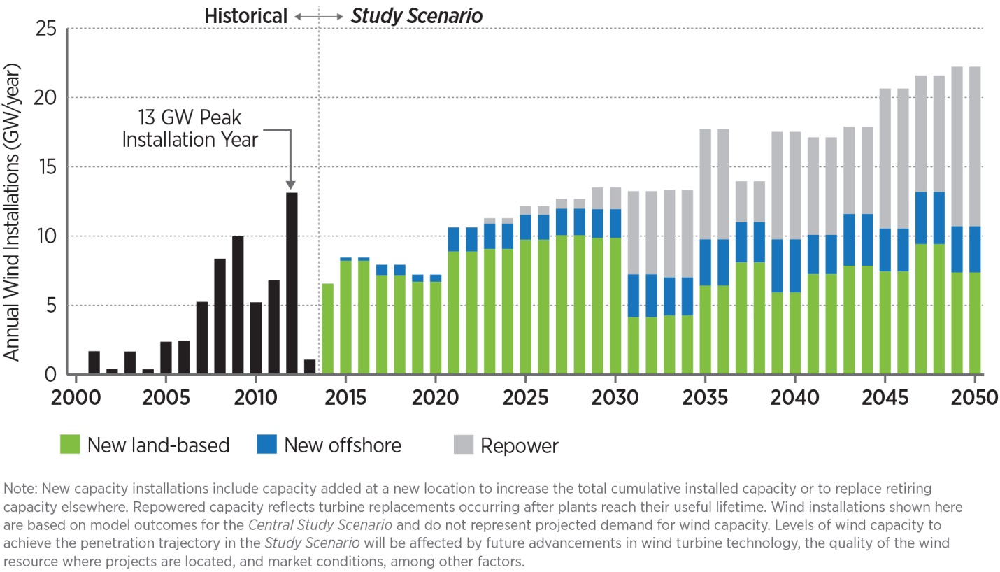 Historical Study Scenario
25
20
15
10
5
0
Annual Wind Installations (GW/year)
13 GW Peak
Installation Year
2000 2005 2010 2015 2020 2025 2030 2035 2040 2045 2050
New land-based New offshore Repower
Note: New capacity installations include capacity added at a new location to increase the total cumulative installed capacity or to replace retiring
capacity elsewhere. Repowered capacity reflects turbine replacements occurring after plants reach their useful lifetime. Wind installations shown here
are based on model outcomes for the Central Study Scenario and do not represent projected demand for wind capacity. Levels of wind capacity to
achieve the penetration trajectory in the Study Scenario will be affected by future advancements in wind turbine technology, the quality of the wind
resource where projects are located, and market conditions, among other factors.